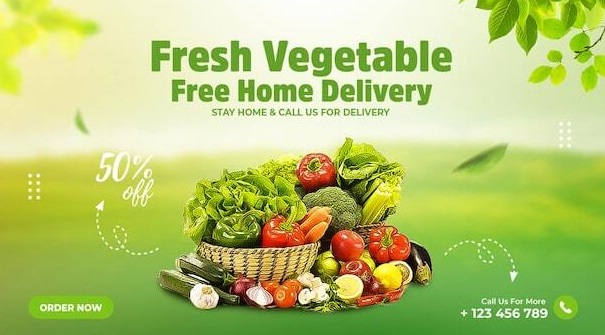 Fresh Vegetable
Free Home Delivery
STAY HOME & CALL US FOR DELIVERY
50%
off
ORDER NOW
Call Us For More
+ 123 456 789